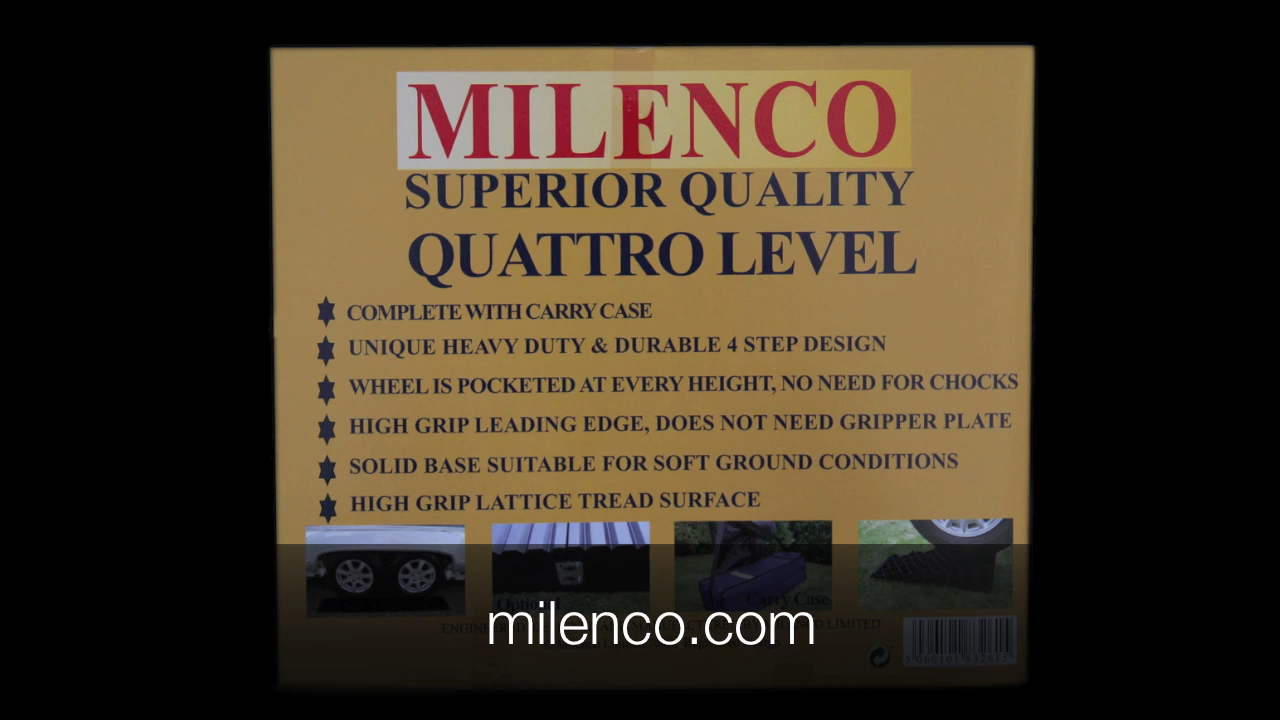 MILENCO
SUPERIOR QUALITY
QUATTRO LEVEL
COMPLETE WITH CARRY CASE
UNIQUE HEAVY DUTY & DURABLE 4 STEP DESIGN
WHEEL IS POCKETED AT EVERY HEIGHT, NO NEED FOR CHOCKS
HIGH GRIP LEADING EDGE, DOES NOT NEED GRIPPER PLATE
SOLID BASE SUITABLE FOR SOFT GROUND CONDITIONS
HIGH GRIP LATTICE TREAD SURFACE
Carry Case
LIMITED
milenco.com